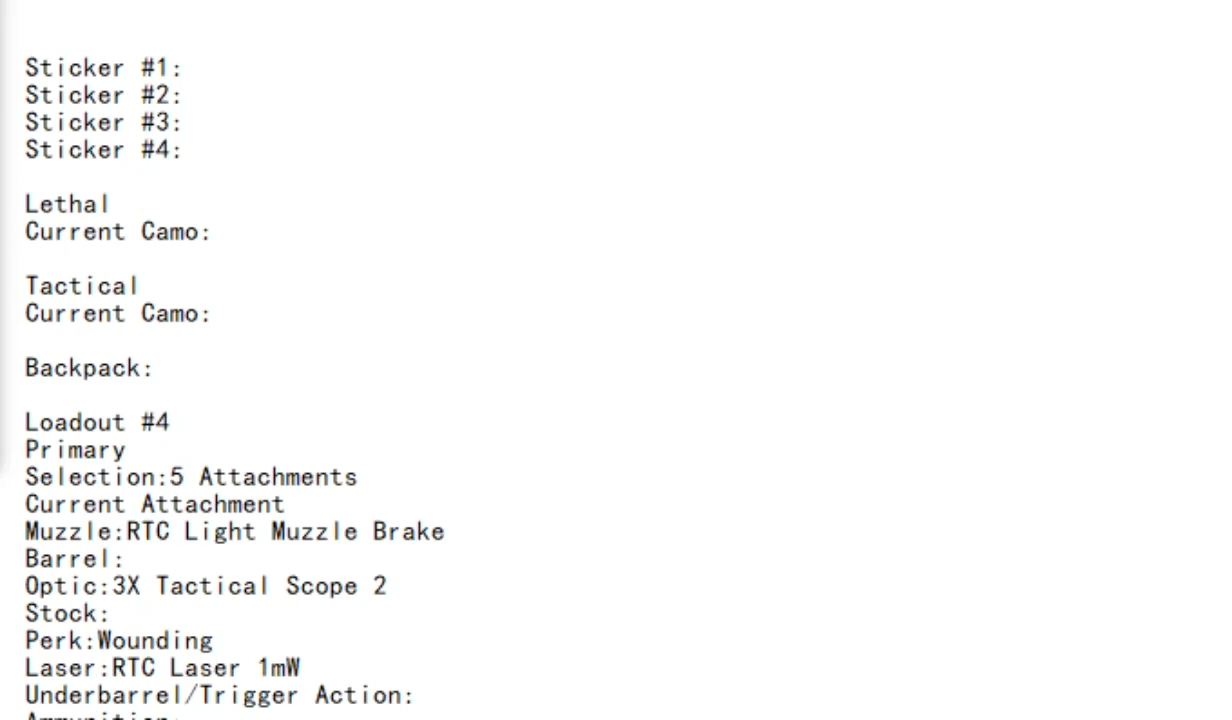 Sticker #1:
Sticker #2:
Sticker #3:
Sticker #4:
Lethal
Current Camo:
Tactical
Current Camo:
Backpack:
Loadout #4
Primary
Selection:5 Attachments
Current Attachment
Muzzle:RTC Light Muzzle Brake
Barrel:
Optic:3X Tactical Scope 2
Stock:
Perk:Wounding
Laser:RTC Laser 1mW
Underbarrel/Trigger Action:
Ammunition: